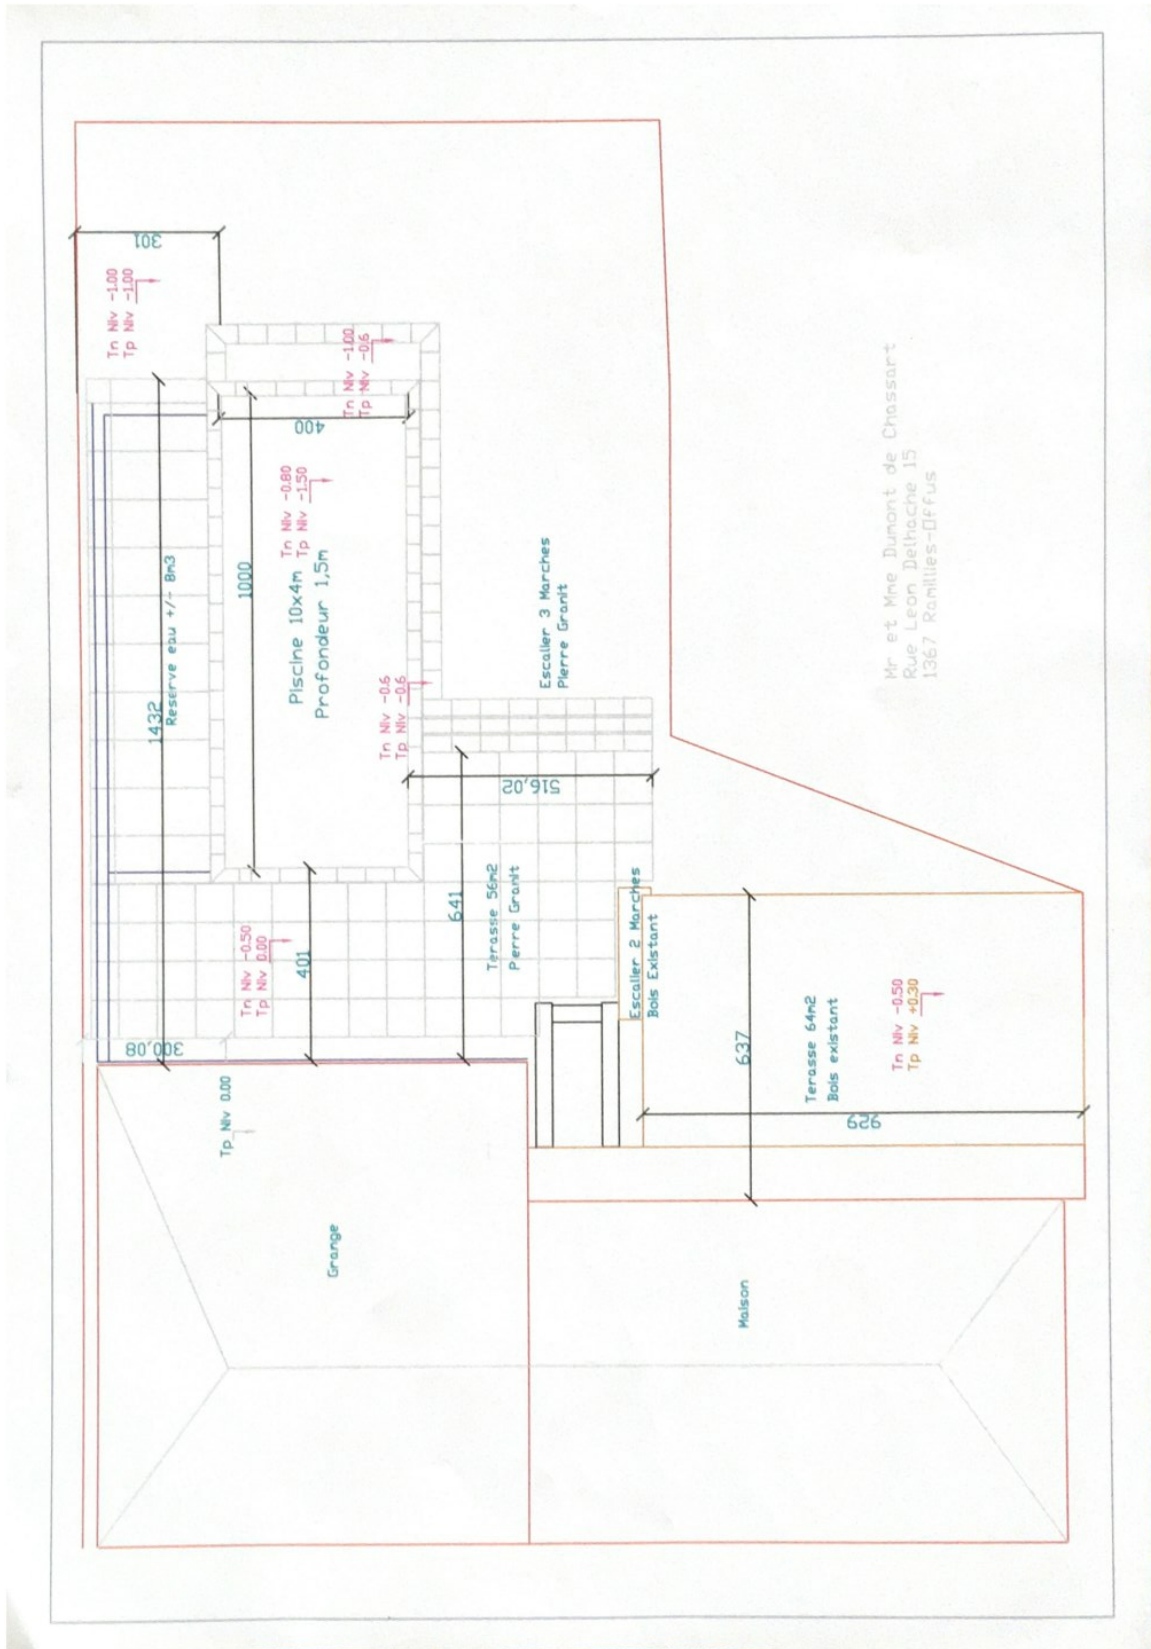 301
Tn Niv -1.00
Tp Niv -1.00
Tn Niv -1.00
Tp Niv -0.6
400
Tn Niv -0.80
Tp Niv -1.50
Piscine 10x4m
Profondeur 1,5m
1000
Reserve eau +/- 8m3
1432
Tn Niv -0.6
Tp Niv -0.6
Escalier 3 Marches
Pierre Granit
516,02
641
Terasse 56m2
Perre Granit
Tn Niv -0.50
Tp Niv 0.00
401
300,08
Tp Niv 0.00
Escalier 2 Marches
Bois Existant
637
Terasse 64m2
Bois existant
Tn Niv -0.50
Tp Niv +0.30
929
Grange
Maison
Mr et Mme Dumont de Chassart
Rue Leon Delhache 15
1367 Ramillies-Offus